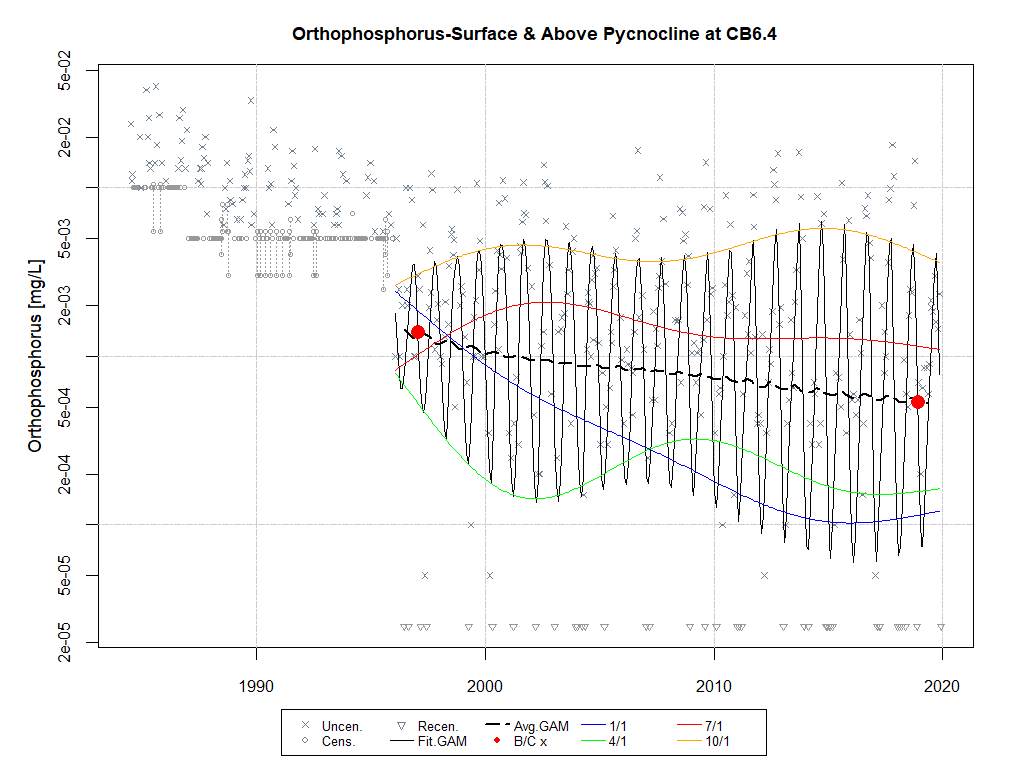 Orthophosphorus-Surface & Above Pycnocline at CB6.4
Orthophosphorus [mg/L]
5e-02
2e-02
5e-03
2e-03
5e-04
2e-04
5e-05
2e-05
1990 2000 2010 2020
Uncen. Recen. Avg.GAM 1/1 7/1
Cens. Fit.GAM B/C x 4/1 10/1